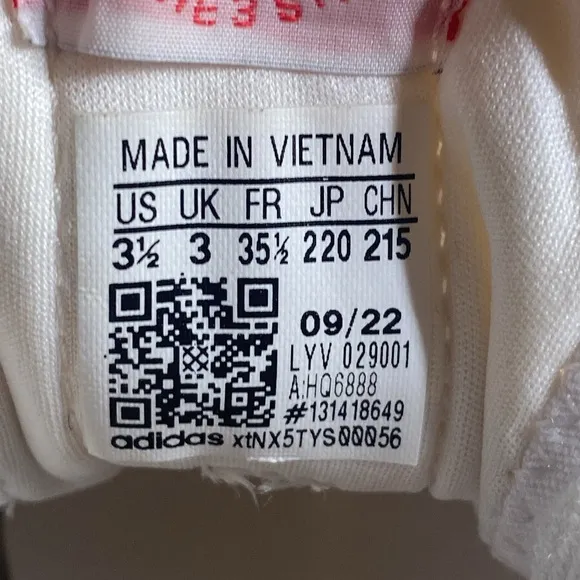 MADE IN VIETNAM
US UK FR JP CHN
3½ 3 35½ 220 215
09/22
LYV 029001
A:HQ6888
#131418649
adidas xtNX5TYS00056